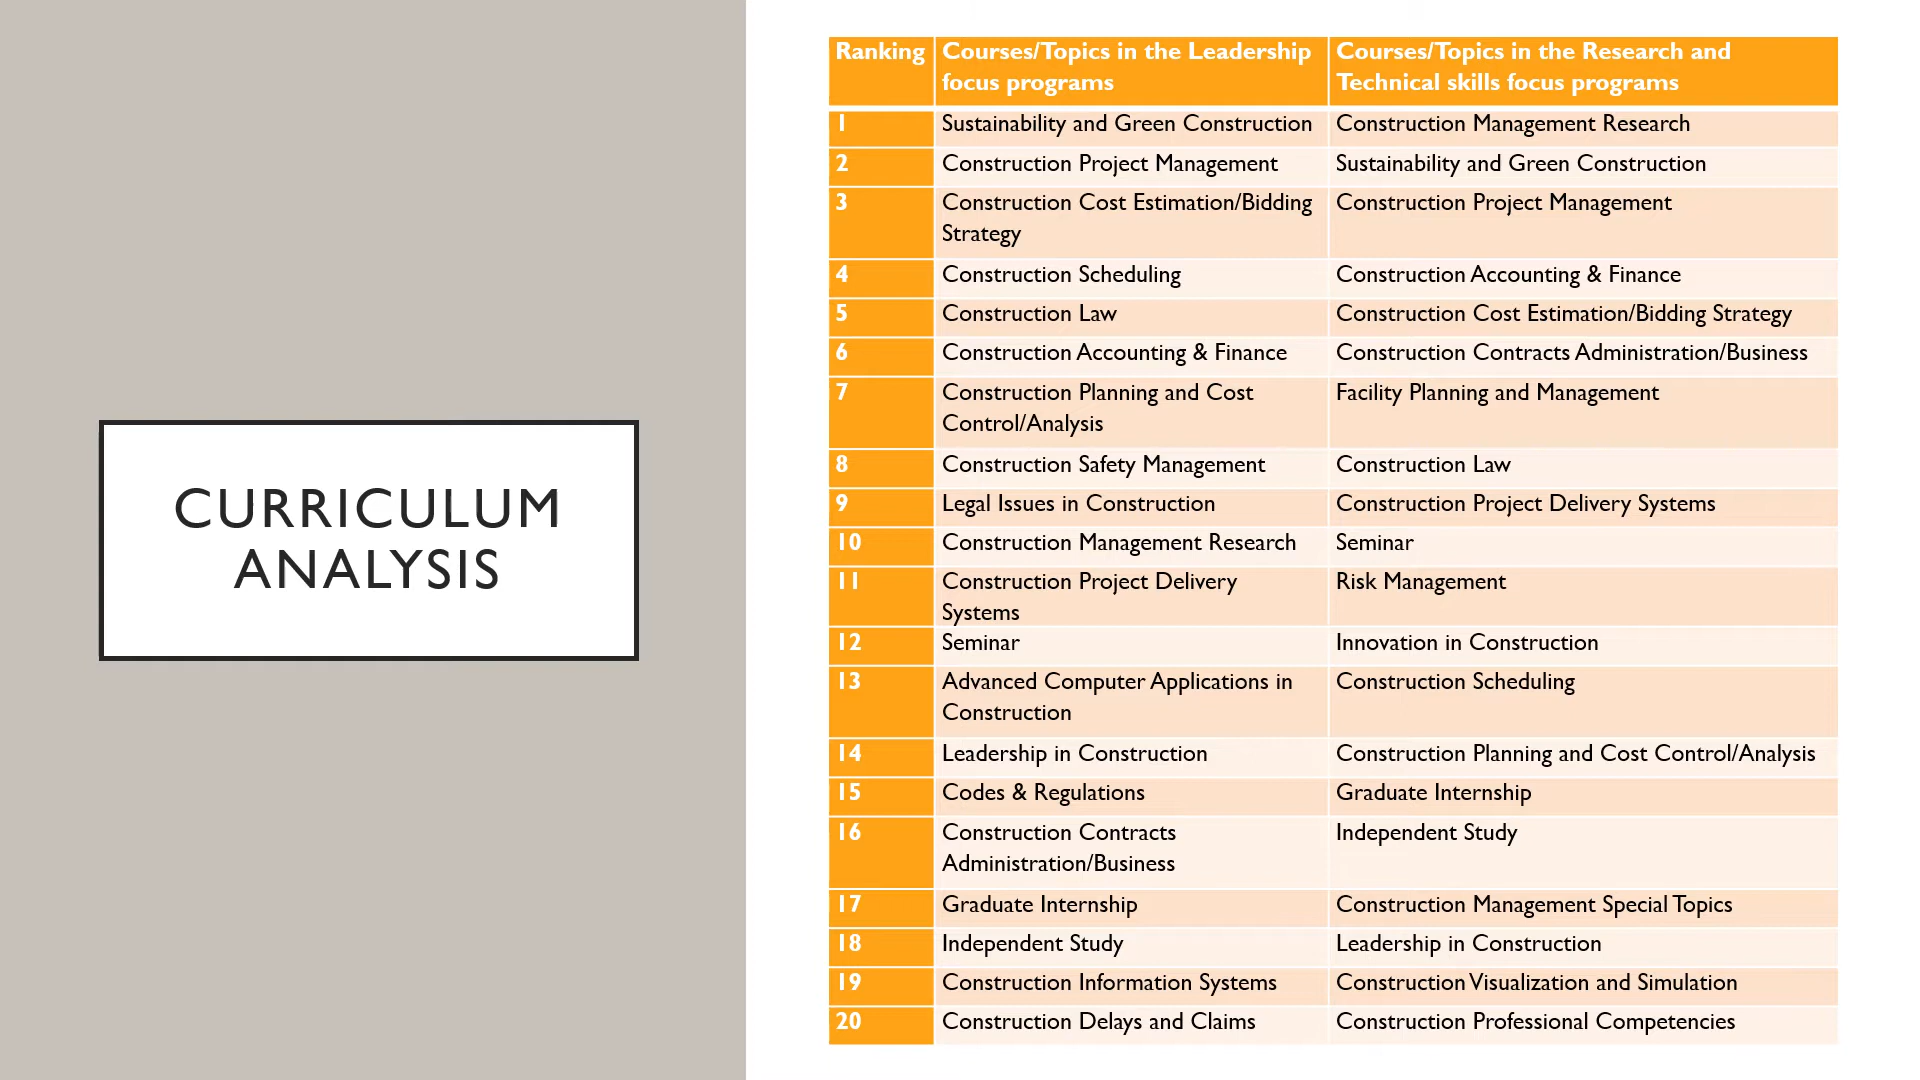 CURRICULUM
ANALYSIS
Ranking Courses/Topics in the Leadership focus programs Courses/Topics in the Research and Technical skills focus programs
1 Sustainability and Green Construction Construction Management Research
2 Construction Project Management Sustainability and Green Construction
3 Construction Cost Estimation/Bidding Strategy Construction Project Management
4 Construction Scheduling Construction Accounting & Finance
5 Construction Law Construction Cost Estimation/Bidding Strategy
6 Construction Accounting & Finance Construction Contracts Administration/Business
7 Construction Planning and Cost Control/Analysis Facility Planning and Management
8 Construction Safety Management Construction Law
9 Legal Issues in Construction Construction Project Delivery Systems
10 Construction Management Research Seminar
11 Construction Project Delivery Systems Risk Management
12 Seminar Innovation in Construction
13 Advanced Computer Applications in Construction Construction Scheduling
14 Leadership in Construction Construction Planning and Cost Control/Analysis
15 Codes & Regulations Graduate Internship
16 Construction Contracts Administration/Business Independent Study
17 Graduate Internship Construction Management Special Topics
18 Independent Study Leadership in Construction
19 Construction Information Systems Construction Visualization and Simulation
20 Construction Delays and Claims Construction Professional Competencies